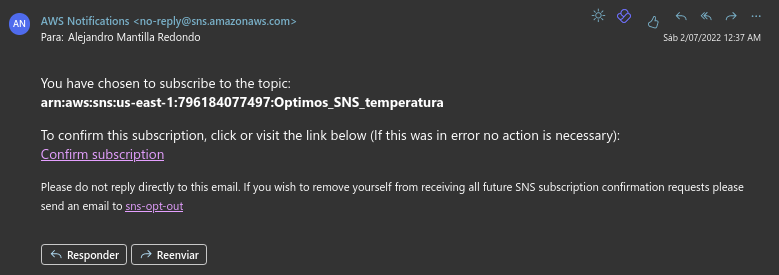 AN
AWS Notifications <no-reply@sns.amazonaws.com>
Para: Alejandro Mantilla Redondo
Sáb 2/07/2022 12:37 AM
You have chosen to subscribe to the topic:
arn:aws:sns:us-east-1:796184077497:Optimos_SNS_temperatura
To confirm this subscription, click or visit the link below (If this was in error no action is necessary):
Confirm subscription
Please do not reply directly to this email. If you wish to remove yourself from receiving all future SNS subscription confirmation requests please
send an email to sns-opt-out
Responder
Reenviar